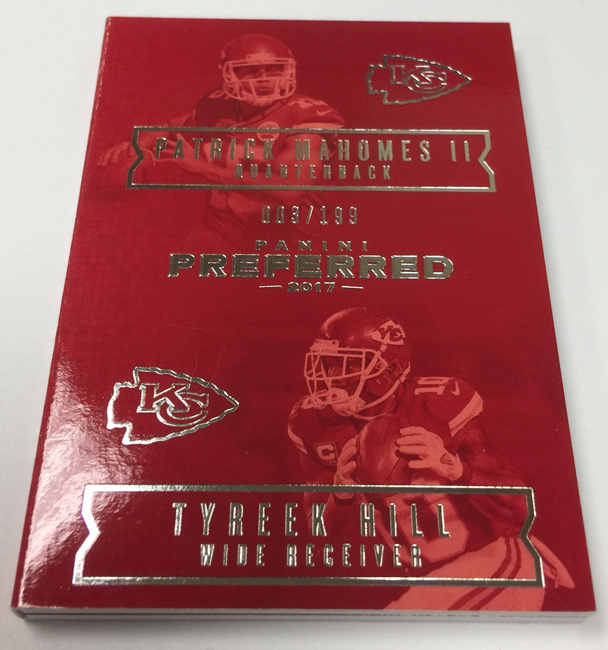 KC
PATRICK MAHOMES II
QUARTERBACK
003/199
PANINI
PREFERRED
— 2017 —
KC
TYREEK HILL
WIDE RECEIVER